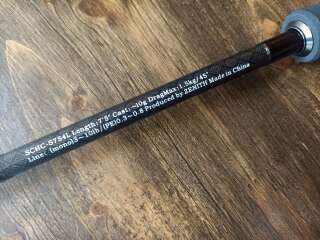 SCHC-S754L Length:7'5" Cast:~10g DragMax:1.5kg/45°
Line: (mono)3~10lb/(PE)0.3~0.8 Produced by ZENITH Made in China